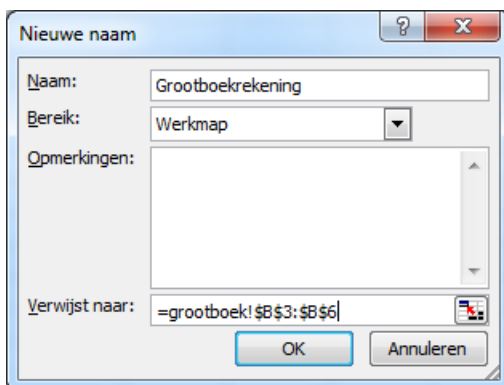 Nieuwe naam
Naam: Grootboekrekening
Bereik: Werkmap
Opmerkingen:
Verwijst naar: =grootboek!$B$3:$B$6
OK Annuleren